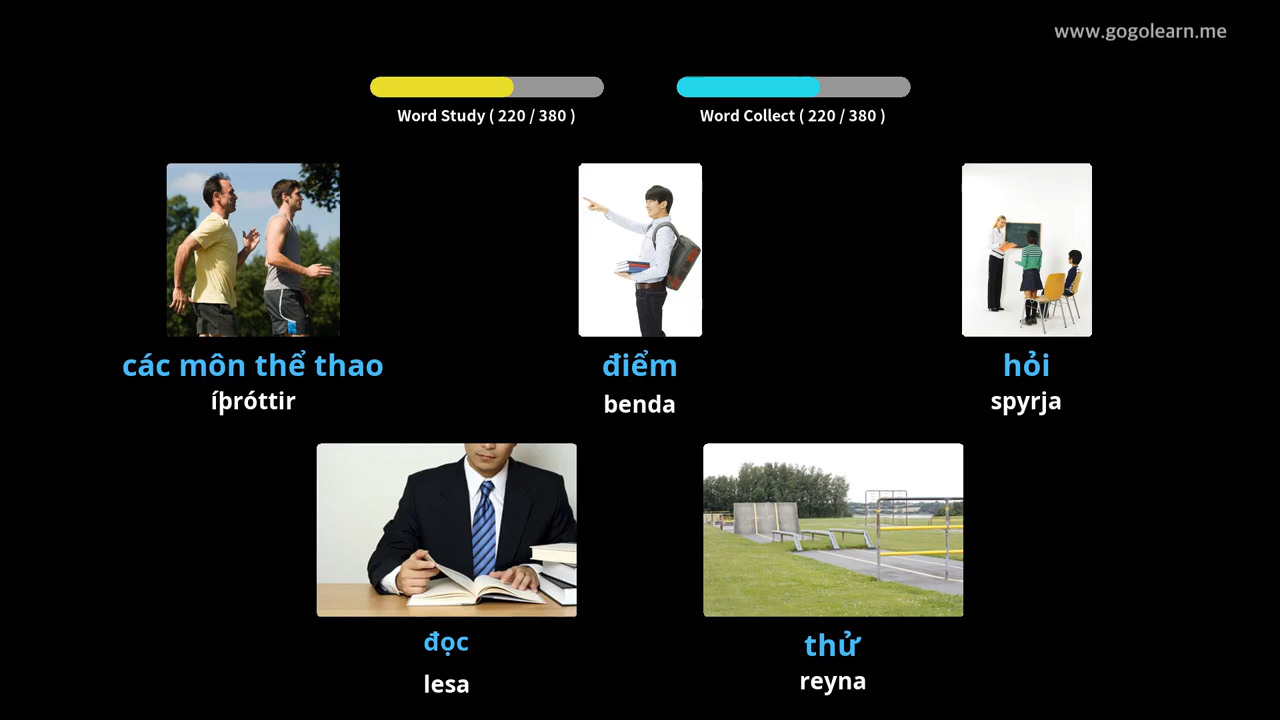 www.gogolearn.me
Word Study ( 220 / 380 )
Word Collect ( 220 / 380 )
các môn thể thao
íþróttir
điểm
benda
hỏi
spyrja
đọc
lesa
thử
reyna